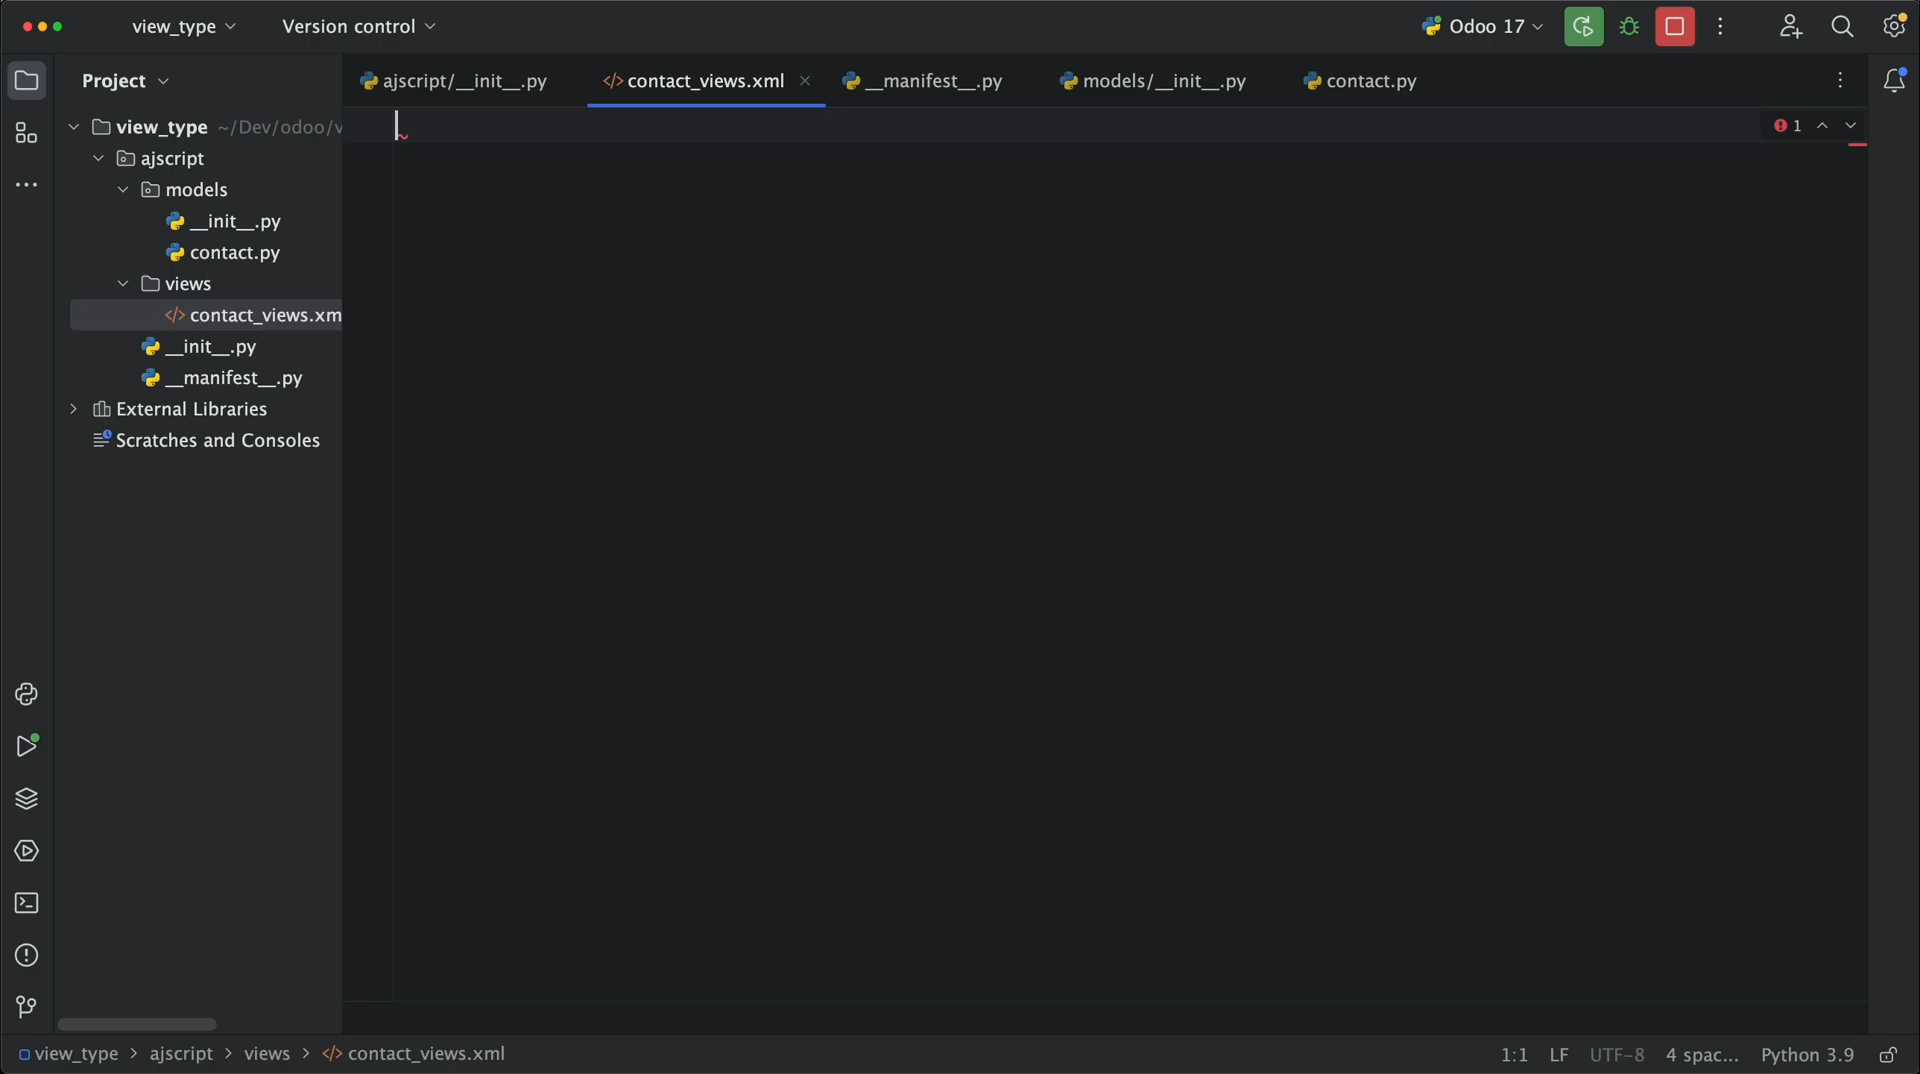 view_type
Version control
Odoo 17
Project
ajscript/__init__.py
contact_views.xml
__manifest__.py
models/__init__.py
contact.py
view_type ~/Dev/odoo/v
ajscript
models
__init__.py
contact.py
views
contact_views.xm
__init__.py
__manifest__.py
External Libraries
Scratches and Consoles
1
view_type > ajscript > views > </> contact_views.xml
1:1 LF UTF-8 4 spac... Python 3.9